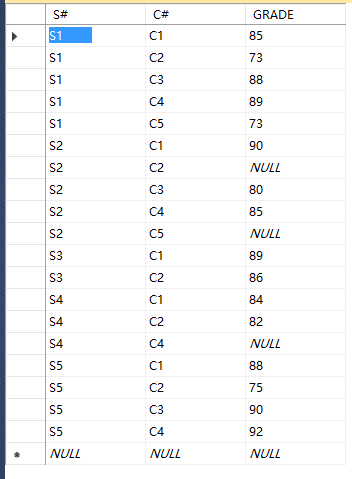 S# C# GRADE
S1 C1 85
S1 C2 73
S1 C3 88
S1 C4 89
S1 C5 73
S2 C1 90
S2 C2 NULL
S2 C3 80
S2 C4 85
S2 C5 NULL
S3 C1 89
S3 C2 86
S4 C1 84
S4 C2 82
S4 C4 NULL
S5 C1 88
S5 C2 75
S5 C3 90
S5 C4 92
NULL NULL NULL